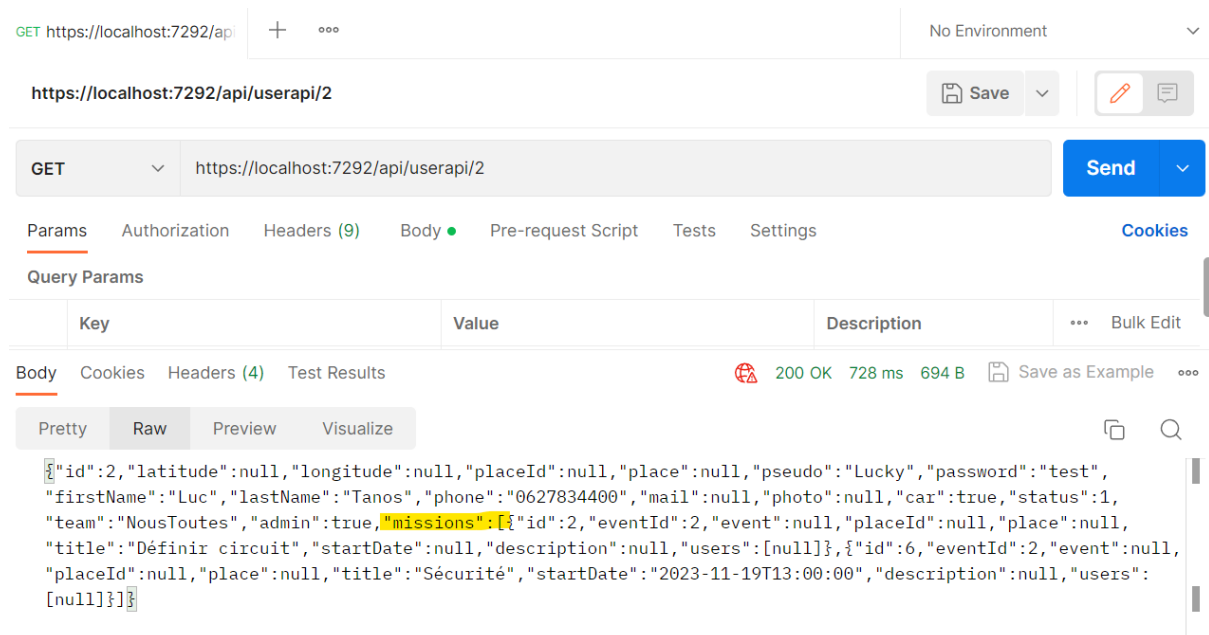 GET https://localhost:7292/ap
No Environment
https://localhost:7292/api/userapi/2
Save
GET
https://localhost:7292/api/userapi/2
Send
Params Authorization Headers (9) Body Pre-request Script Tests Settings Cookies
Query Params
Key Value Description Bulk Edit
Body Cookies Headers (4) Test Results 200 OK 728 ms 694 B Save as Example
Pretty Raw Preview Visualize
{"id":2,"latitude":null,"longitude":null,"placeId":null,"place":null,"pseudo":"Lucky","password":"test",
"firstName":"Luc","lastName":"Tanos","phone":"0627834400","mail":null,"photo":null,"car":true,"status":1,
"team":"NousToutes","admin":true,"missions":[{"id":2,"eventId":2,"event":null,"placeId":null,"place":null,
"title":"Définir circuit","startDate":null,"description":null,"users":[null]},{"id":6,"eventId":2,"event":null,
"placeId":null,"place":null,"title":"Sécurité","startDate":"2023-11-19T13:00:00","description":null,"users":
[null]}]}